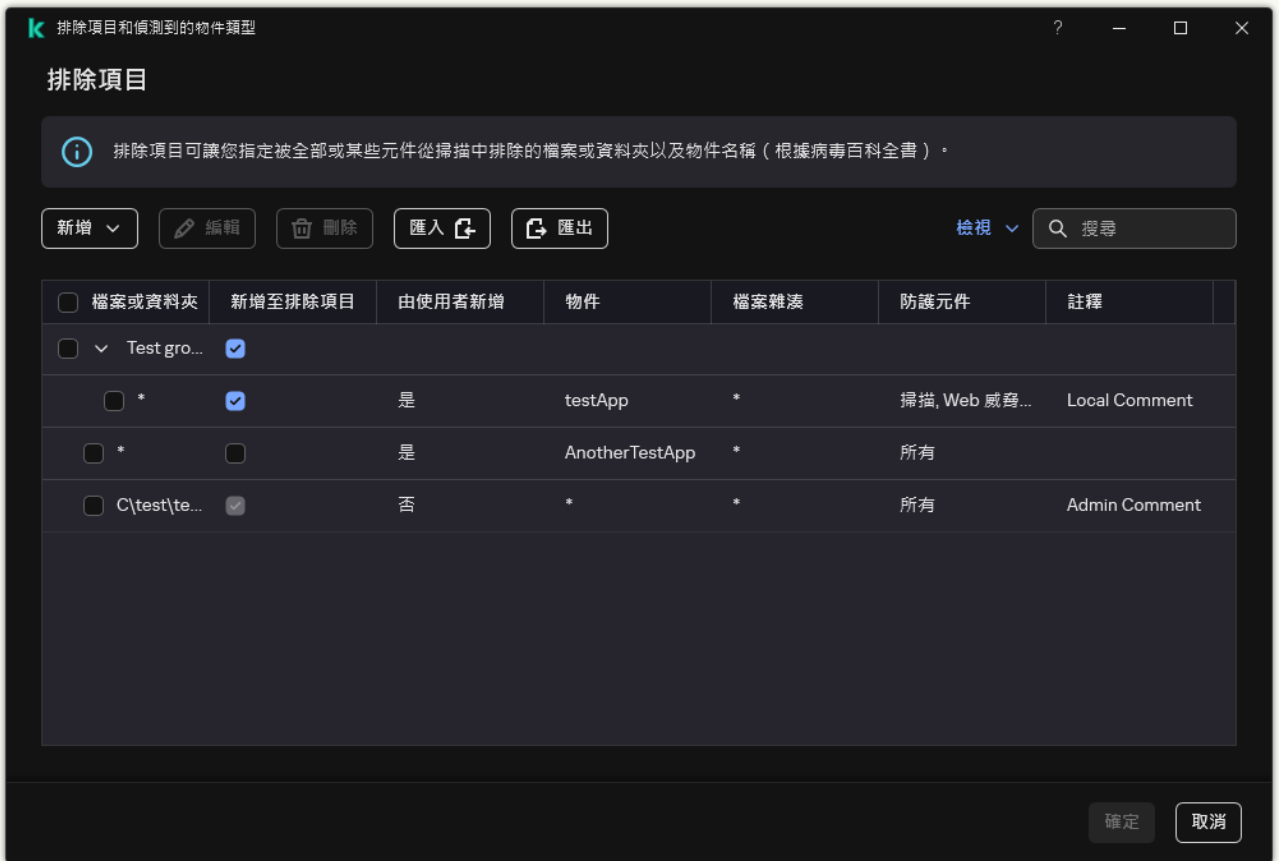 排除項目和偵測到的物件類型
排除項目
排除項目可讓您指定被全部或某些元件從掃描中排除的檔案或資料夾以及物件名稱（根據病毒百科全書）。
新增 編輯 刪除 匯入 匯出 檢視 搜尋
檔案或資料夾 新增至排除項目 由使用者新增 物件 檔案雜湊 防護元件 註釋
Test gro...
* 是 testApp * 掃描, Web 威脅... Local Comment
* 是 AnotherTestApp * 所有
C\test\te... 否 * * 所有 Admin Comment
確定 取消